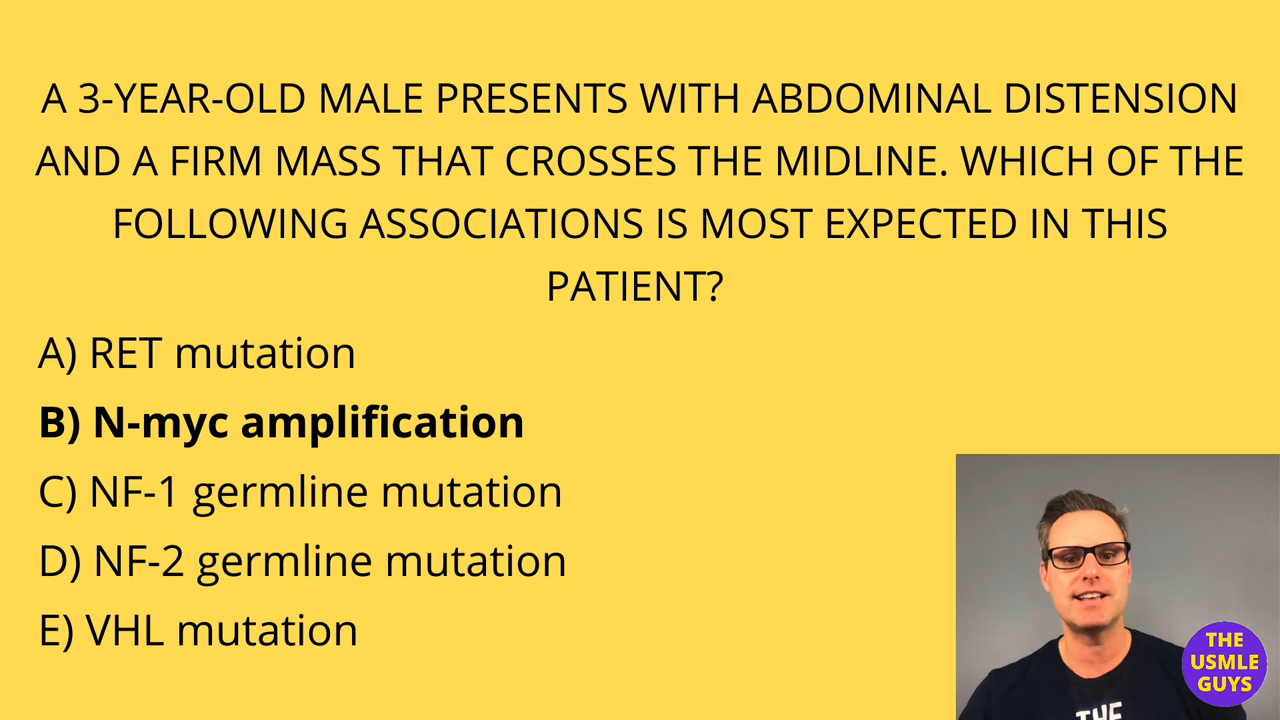 A 3-YEAR-OLD MALE PRESENTS WITH ABDOMINAL DISTENSION
AND A FIRM MASS THAT CROSSES THE MIDLINE. WHICH OF THE
FOLLOWING ASSOCIATIONS IS MOST EXPECTED IN THIS
PATIENT?
A) RET mutation
B) N-myc amplification
C) NF-1 germline mutation
D) NF-2 germline mutation
E) VHL mutation
THE
USMLE
GUYS
THE